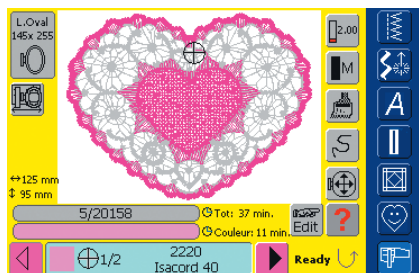 L.Oval
145x 255
2.00
M
A
S
↔125 mm
↕ 95 mm
5/20158
Tot: 37 min.
Couleur: 11 min.
Edit
?
1/2
2220
Isacord 40
Ready